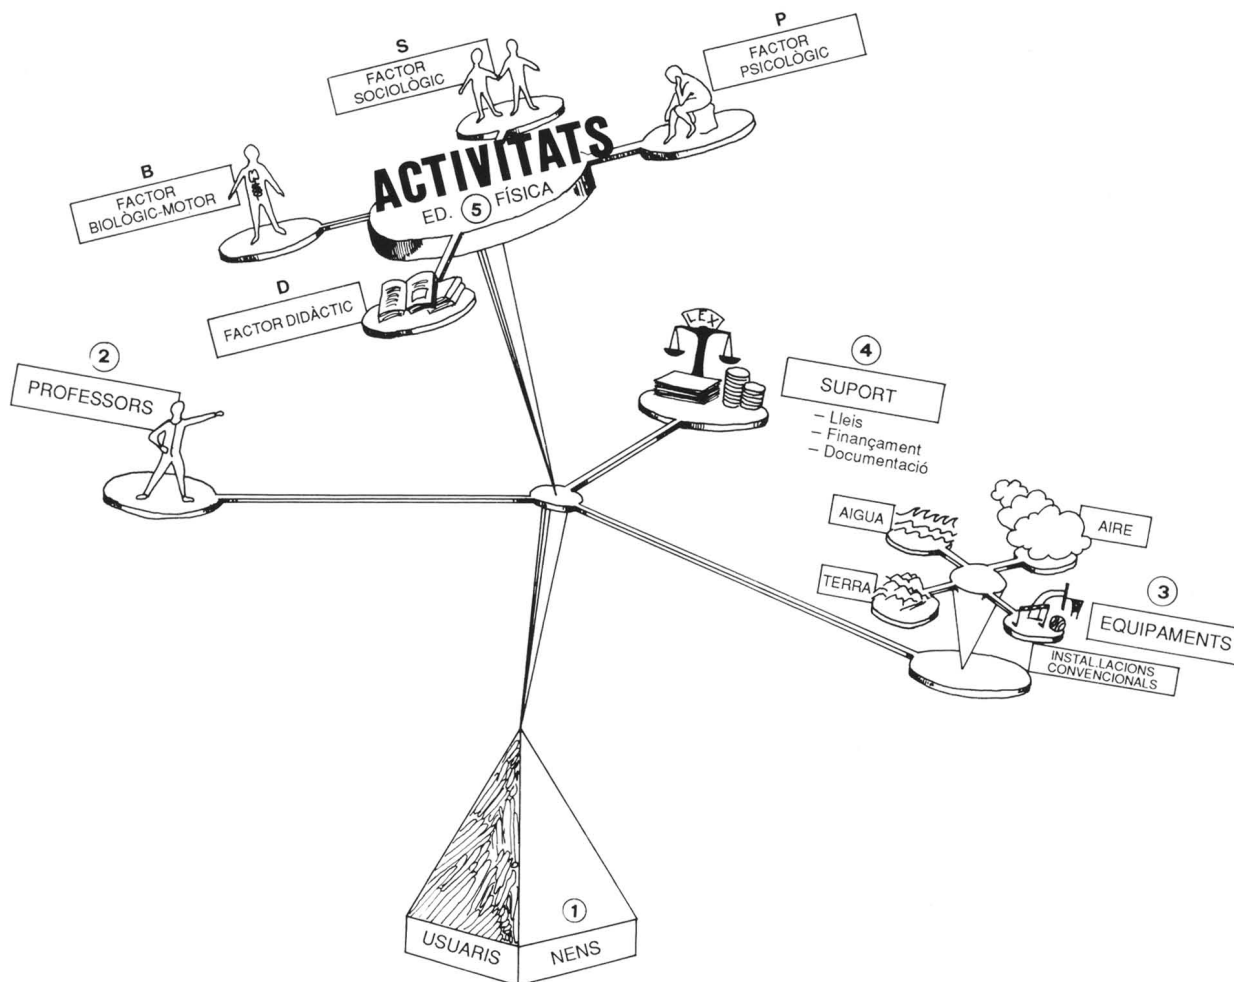 P
FACTOR
PSICOLÒGIC
S
FACTOR
SOCIOLÒGIC
ACTIVITATS
ED. 5 FÍSICA
B
FACTOR
BIOLÒGIC-MOTOR
D
FACTOR DIDÀCTIC
2
PROFESSORS
LEX
4
SUPORT
– Lleis
– Finançament
– Documentació
AIGUA
AIRE
TERRA
3
EQUIPAMENTS
INSTAL.LACIONS
CONVENCIONALS
1
USUARIS
NENS